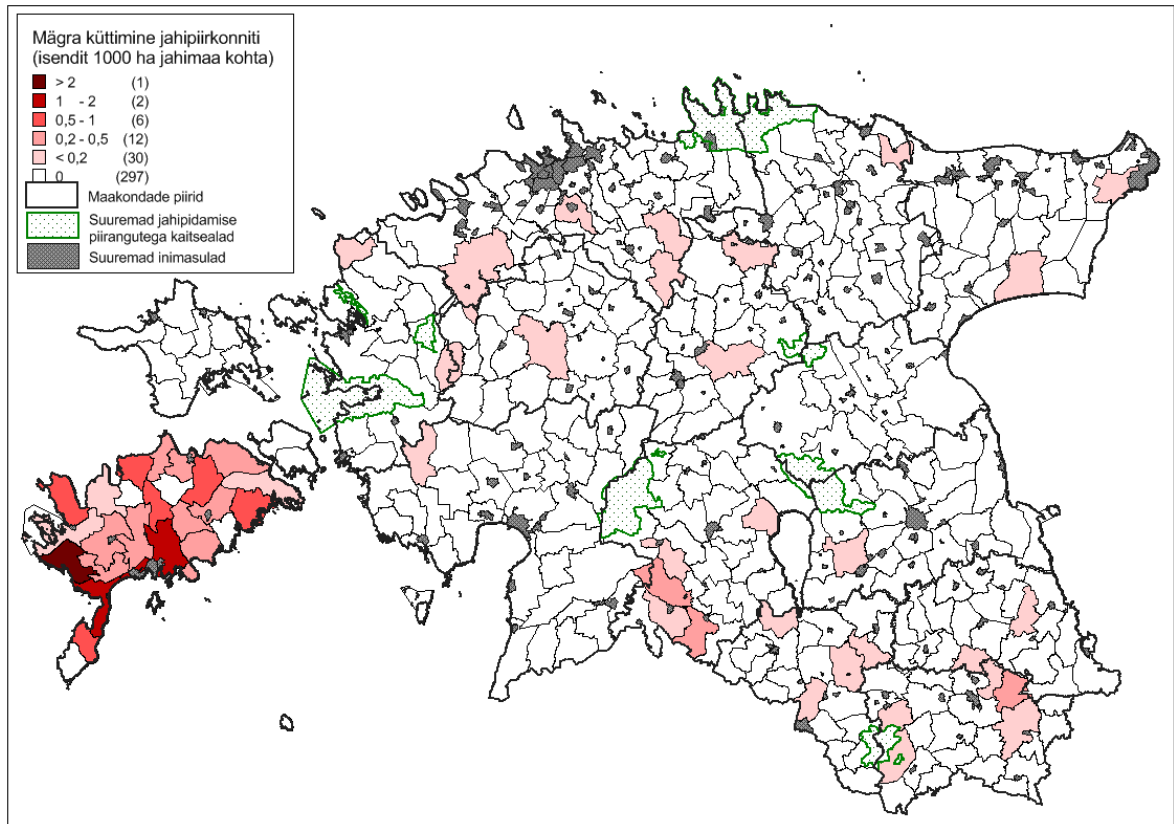 Mägra küttimine jahipiirkonniti
(isendit 1000 ha jahimaa kohta)
> 2 (1)
1 - 2 (2)
0,5 - 1 (6)
0,2 - 0,5 (12)
< 0,2 (30)
0 (297)
Maakondade piirid
Suuremad jahipidamise
piirangutega kaitsealad
Suuremad inimasulad